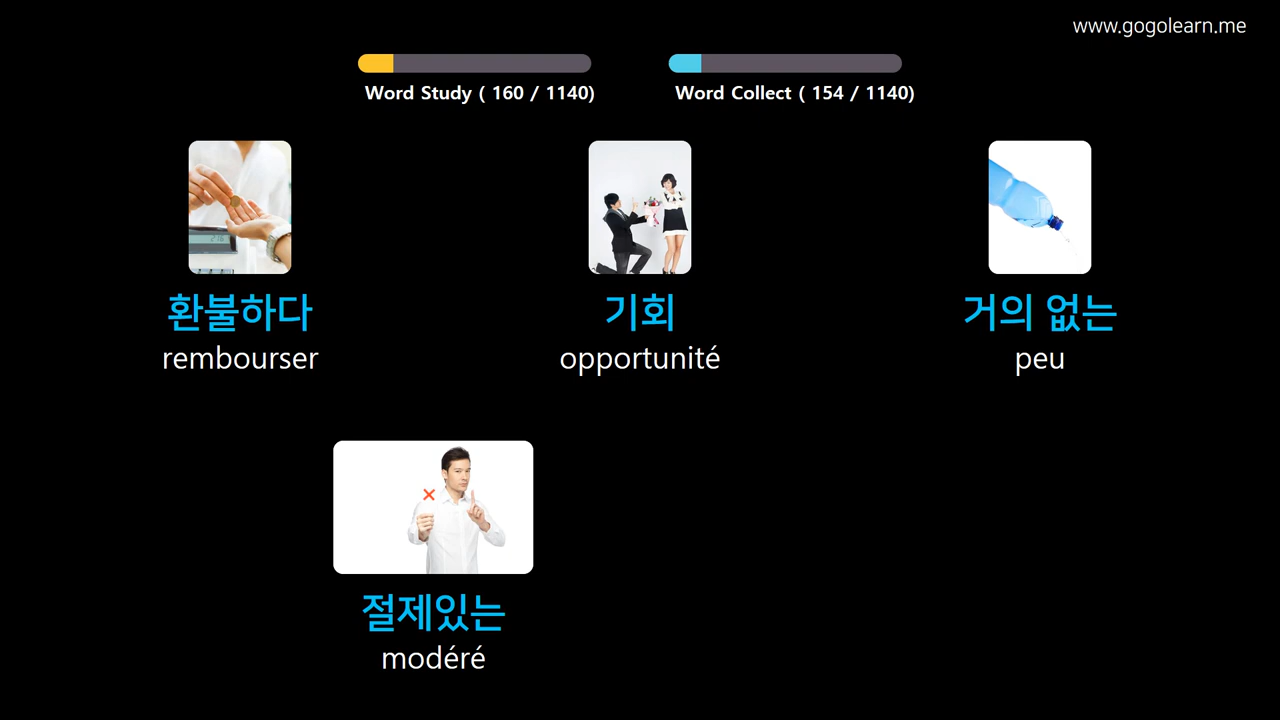 www.gogolearn.me
Word Study ( 160 / 1140)
Word Collect ( 154 / 1140)
환불하다
rembourser
기회
opportunité
거의 없는
peu
절제있는
modéré